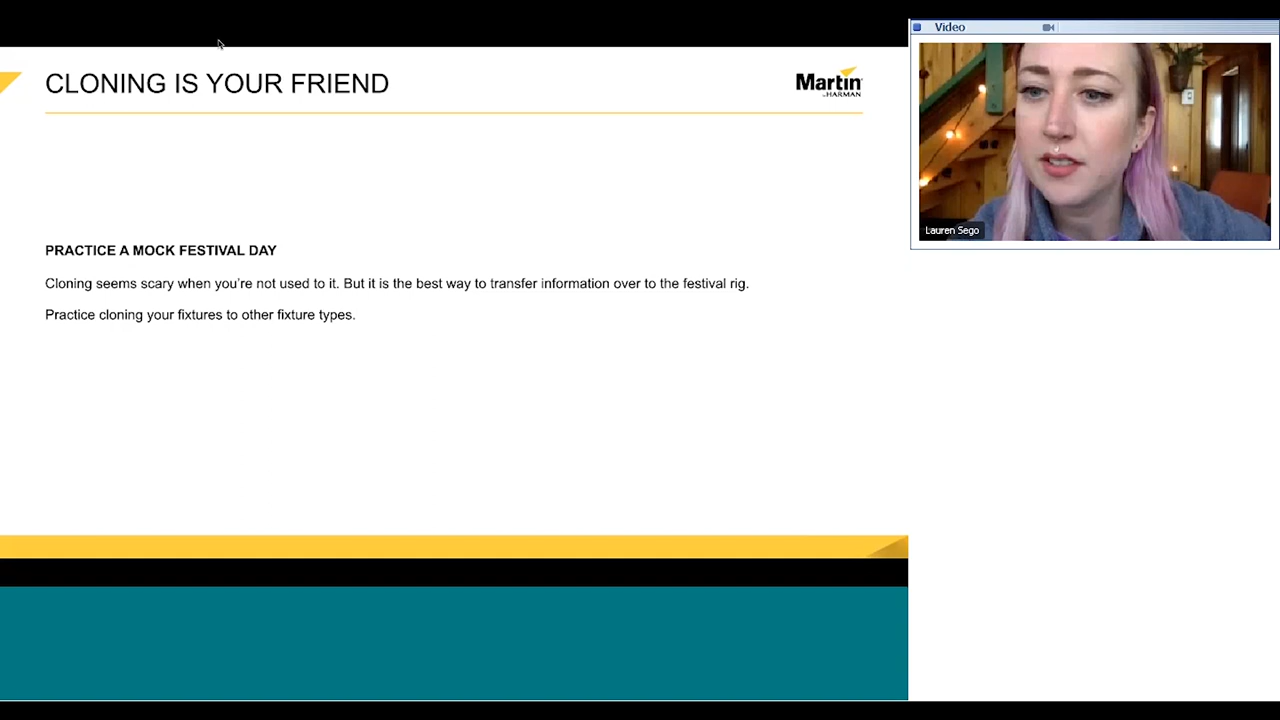 CLONING IS YOUR FRIEND
Martin
by HARMAN
Video
Lauren Sego
PRACTICE A MOCK FESTIVAL DAY
Cloning seems scary when you’re not used to it. But it is the best way to transfer information over to the festival rig.
Practice cloning your fixtures to other fixture types.